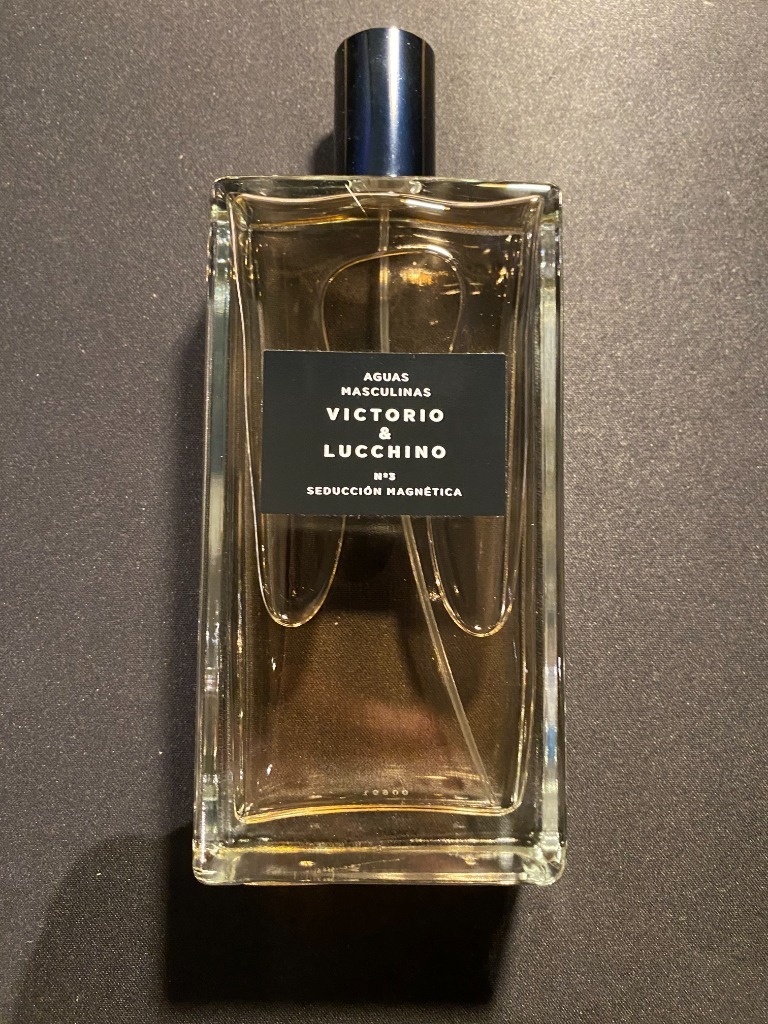 AGUAS
MASCULINAS
VICTORIO
&
LUCCHINO
Nº3
SEDUCCIÓN MAGNÉTICA